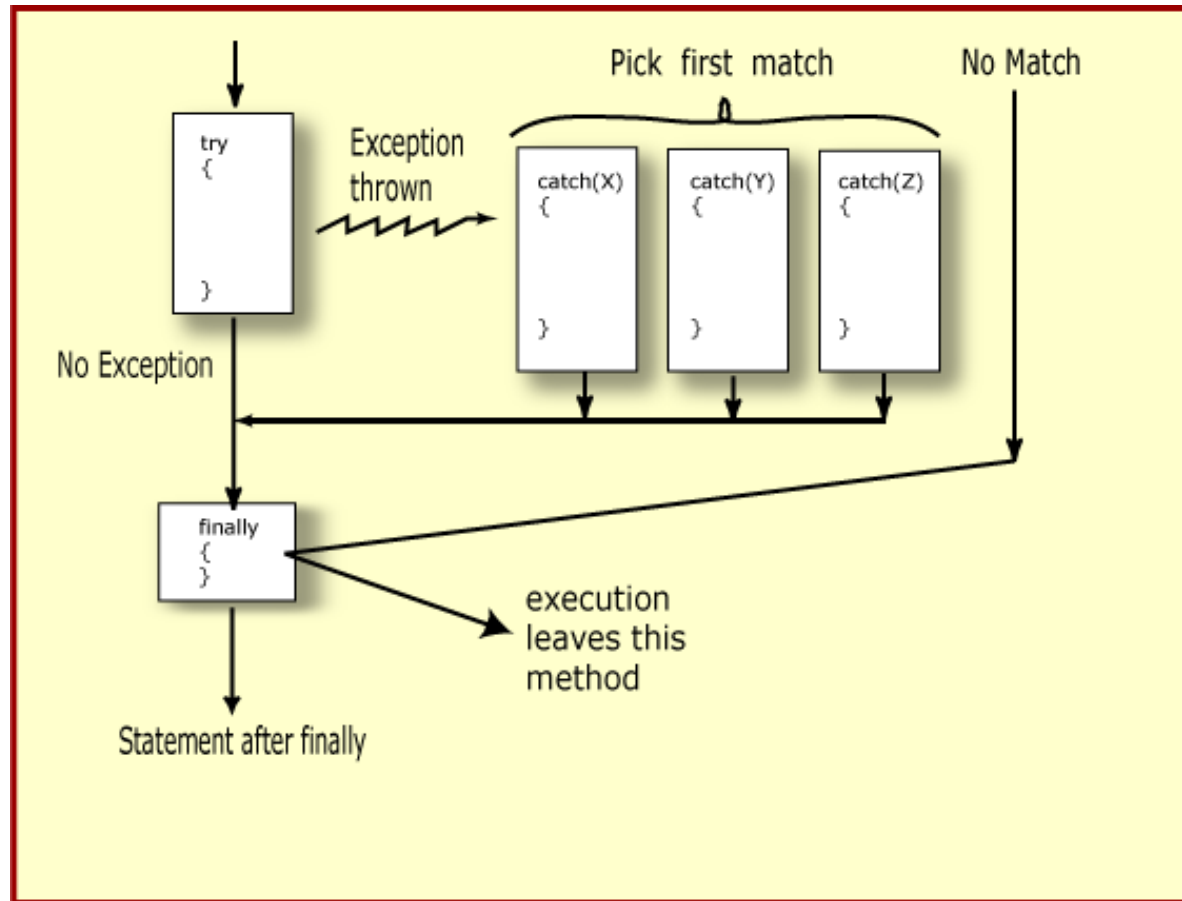 Pick first match
No Match
try
{
}
Exception
thrown
catch(X)
{
}
catch(Y)
{
}
catch(Z)
{
}
No Exception
finally
{
}
execution
leaves this
method
Statement after finally